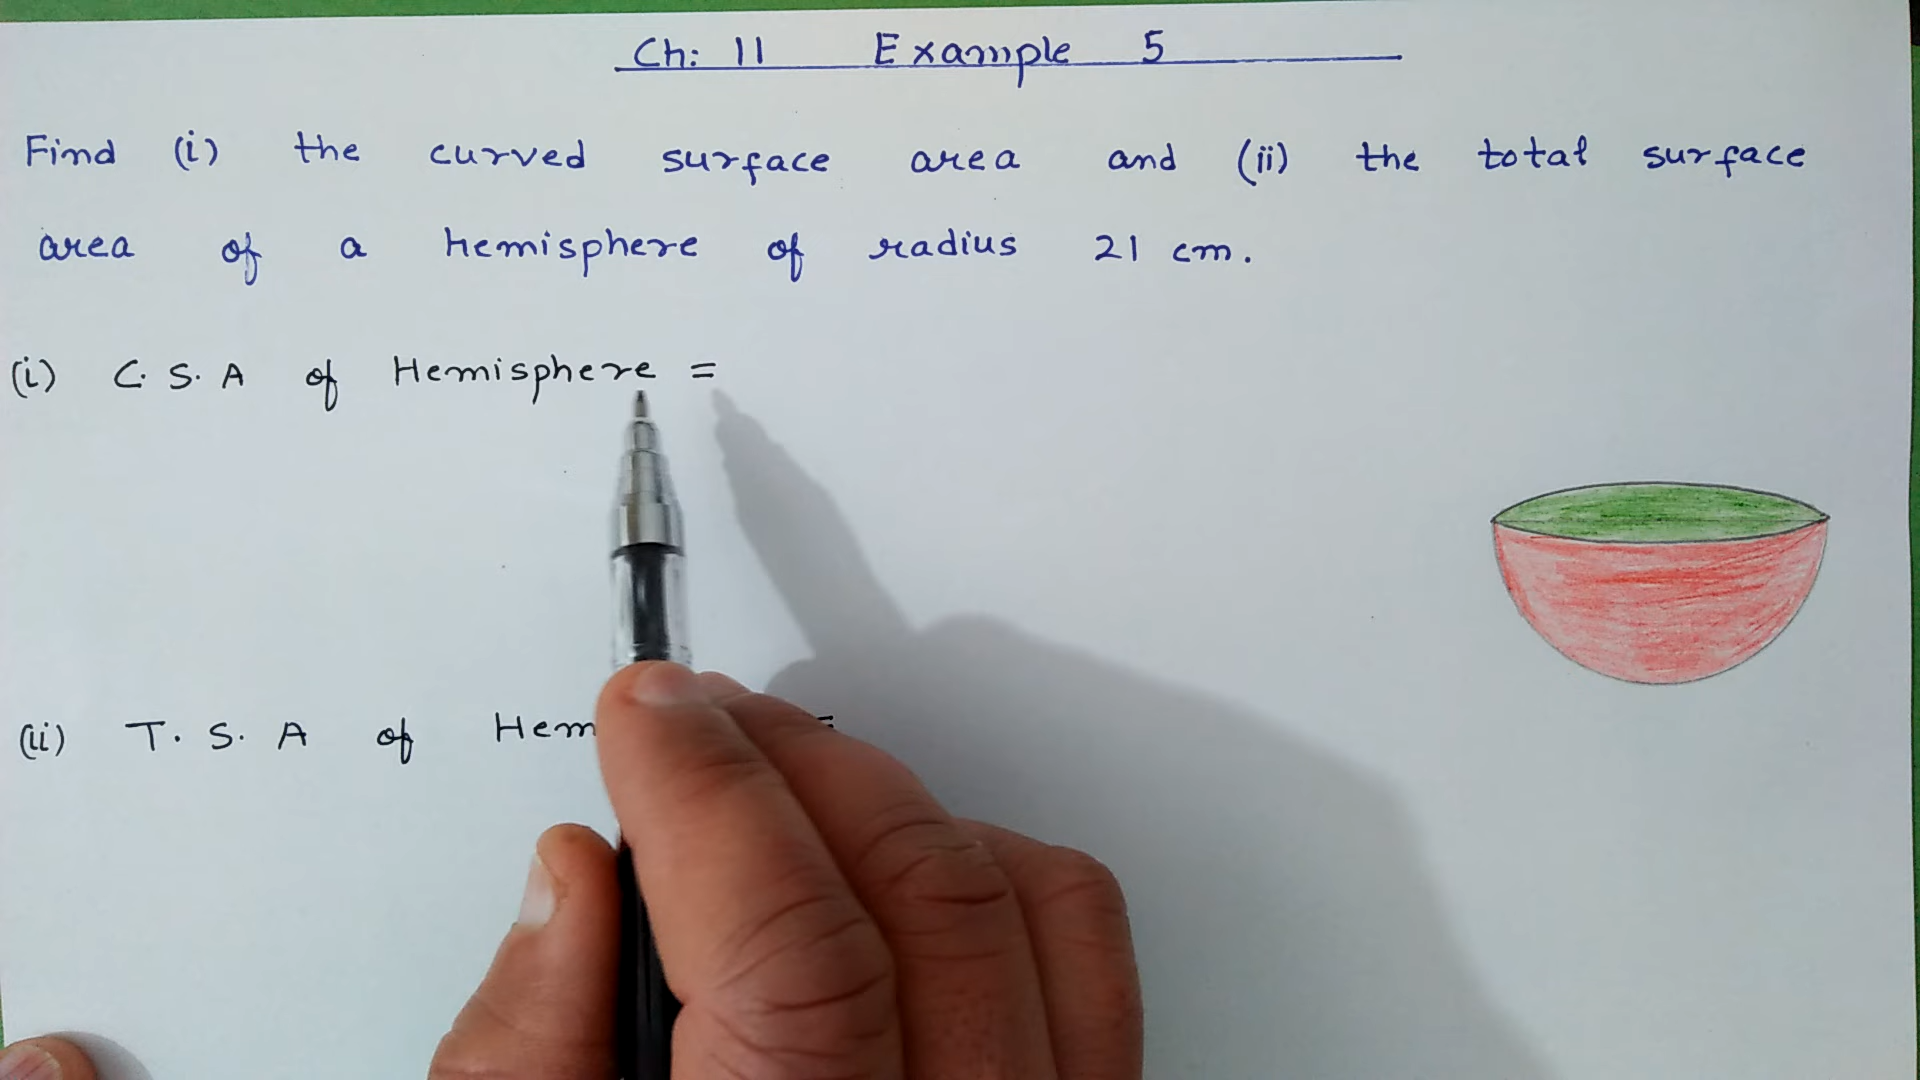 Ch: 11 Example 5
Find (i) the curved surface area and (ii) the total surface
area of a hemisphere of radius 21 cm.
(i) C. S. A of Hemisphere =
(ii) T. S. A of Hem =